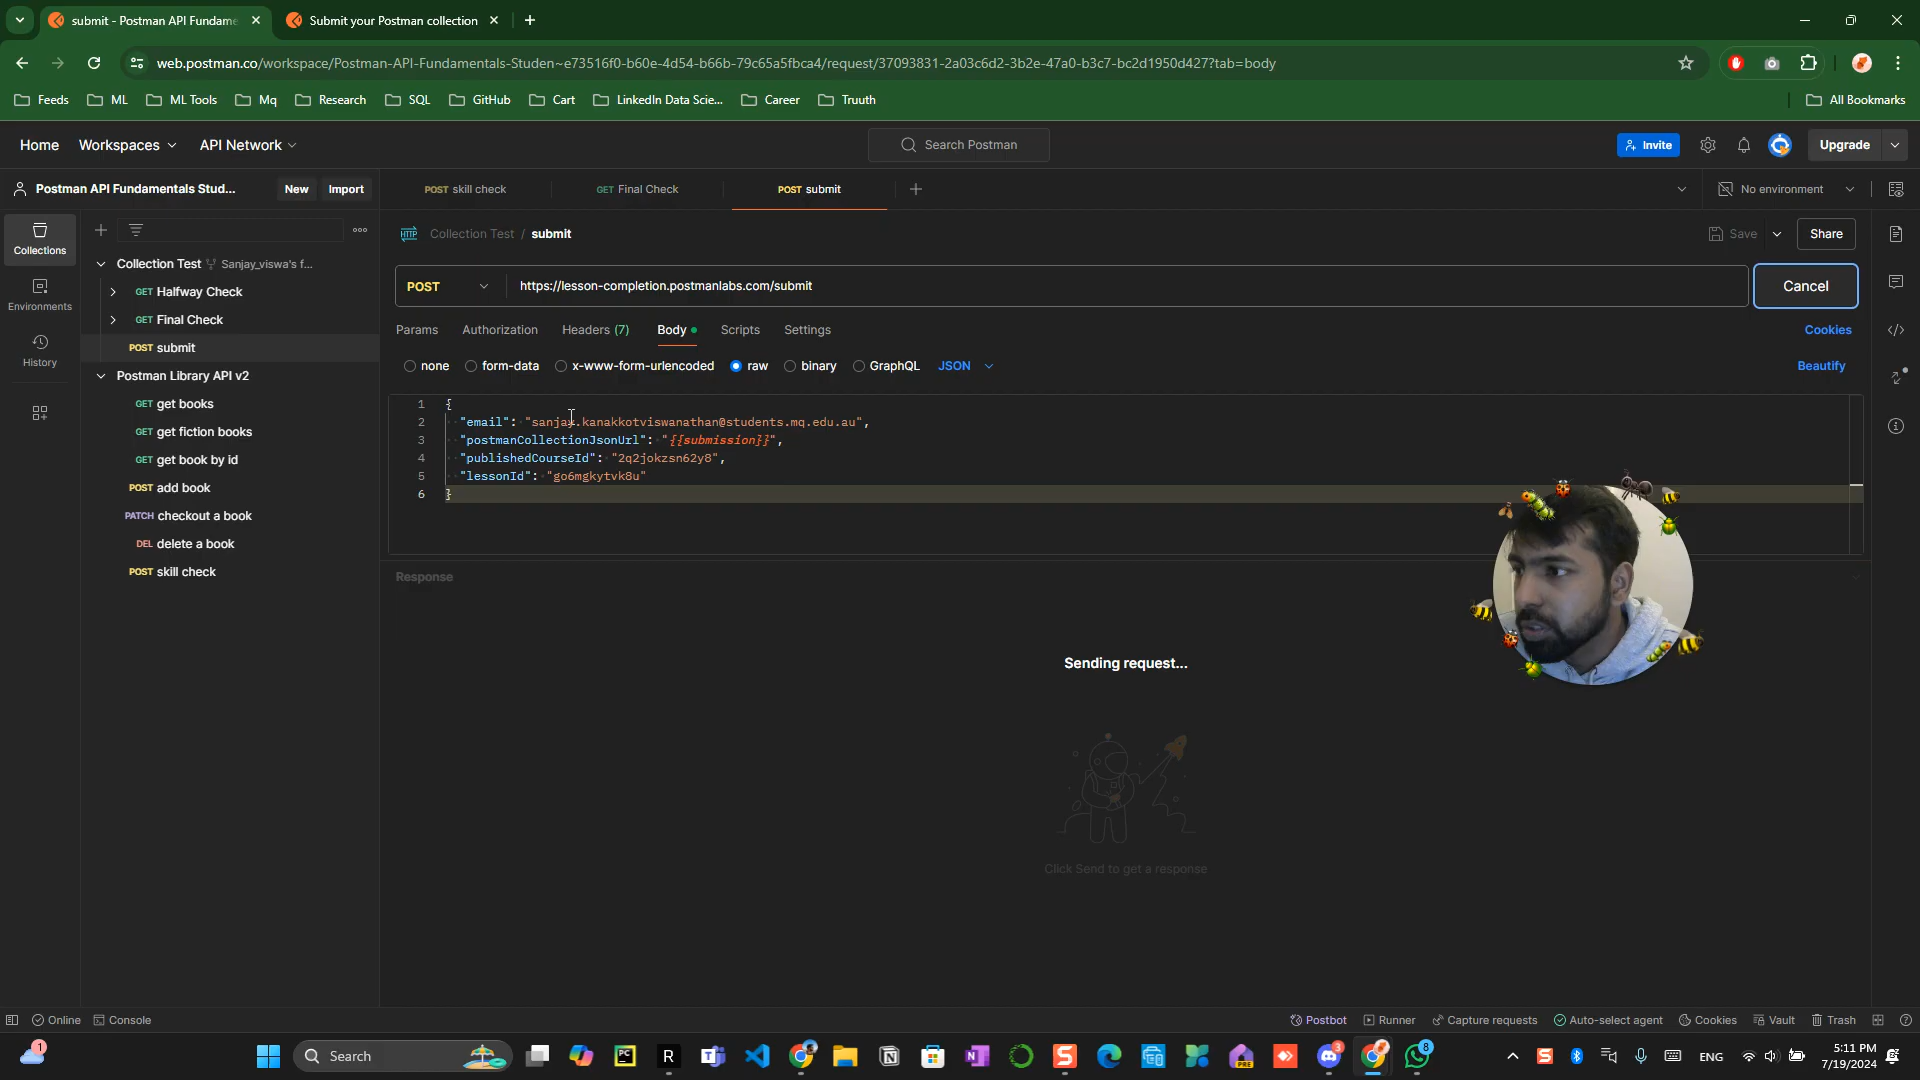 submit - Postman API Fundame
Submit your Postman collection
web.postman.co/workspace/Postman-API-Fundamentals-Studen~e73516f0-b60e-4d54-b66b-79c65a5fbca4/request/37093831-2a03c6d2-3b2e-47a0-b3c7-bc2d1950d427?tab=body
Feeds
ML
ML Tools
Mq
Research
SQL
GitHub
Cart
LinkedIn Data Scie...
Career
Truuth
All Bookmarks
Home
Workspaces
API Network
Search Postman
Invite
Upgrade
Postman API Fundamentals Stud...
New
Import
POST skill check
GET Final Check
POST submit
No environment
Collections
Environments
History
Collection Test
Sanjay_viswa's f...
GET Halfway Check
GET Final Check
POST submit
Postman Library API v2
GET get books
GET get fiction books
GET get book by id
POST add book
PATCH checkout a book
DEL delete a book
POST skill check
HTTP
Collection Test / submit
Save
Share
POST
https://lesson-completion.postmanlabs.com/submit
Cancel
Params
Authorization
Headers (7)
Body
Scripts
Settings
Cookies
none
form-data
x-www-form-urlencoded
raw
binary
GraphQL
JSON
Beautify
1 {
2 "email": "sanjay.kanakkotviswanathan@students.mq.edu.au",
3 "postmanCollectionJsonUrl": "{{submission}}",
4 "publishedCourseId": "2q2jokzsn62y8",
5 "lessonId": "go6mgkytvk8u"
6 }
Response
Sending request...
Click Send to get a response
Online
Console
Postbot
Runner
Capture requests
Auto-select agent
Cookies
Vault
Trash
1
Search
PC
R
N
S
PRE
3
8
S
ENG
5:11 PM
7/19/2024